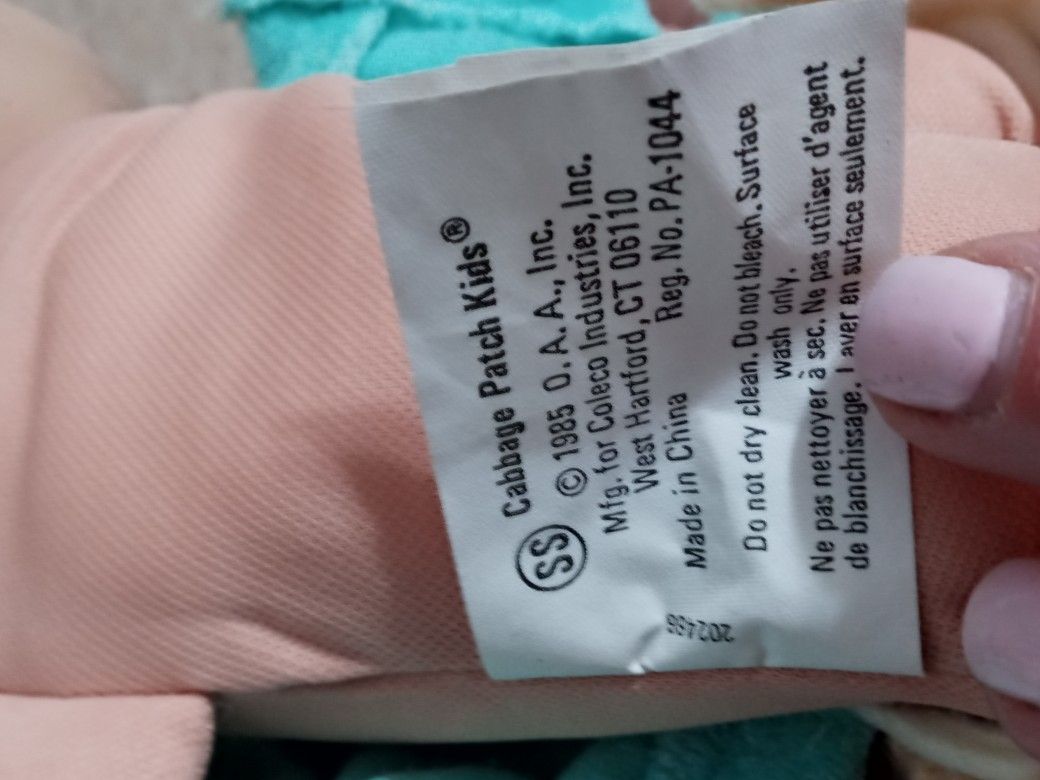 Cabbage Patch Kids®
SS © 1985 O.A.A., Inc.
Mfg. for Coleco Industries, Inc.
West Hartford, CT 06110
Made in China Reg. No. PA-1044
Do not dry clean. Do not bleach. Surface
wash only.
Ne pas nettoyer à sec. Ne pas utiliser d'agent
de blanchissage. Laver en surface seulement.
202486